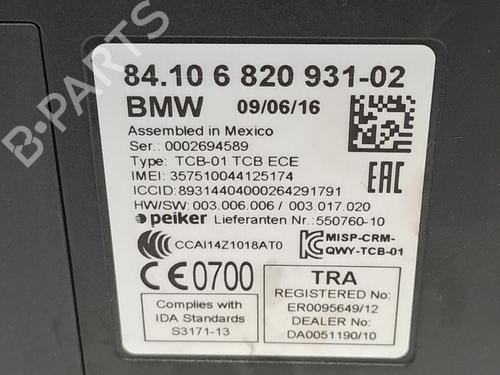 84.10 6 820 931-02
BMW 09/06/16
Assembled in Mexico
Ser.: 0002694589
Type: TCB-01 TCB ECE
IMEI: 357510044125174
ICCID: 89314404000264291791
HW/SW: 003.006.006 / 003.017.020
peiker Lieferanten Nr.: 550760-10
EAC
CCAI14Z1018AT0
MISP-CRM-
QWY-TCB-01
CE0700
Complies with
IDA Standards
S3171-13
TRA
REGISTERED No:
ER0095649/12
DEALER No:
DA0051190/10
B-PARTS